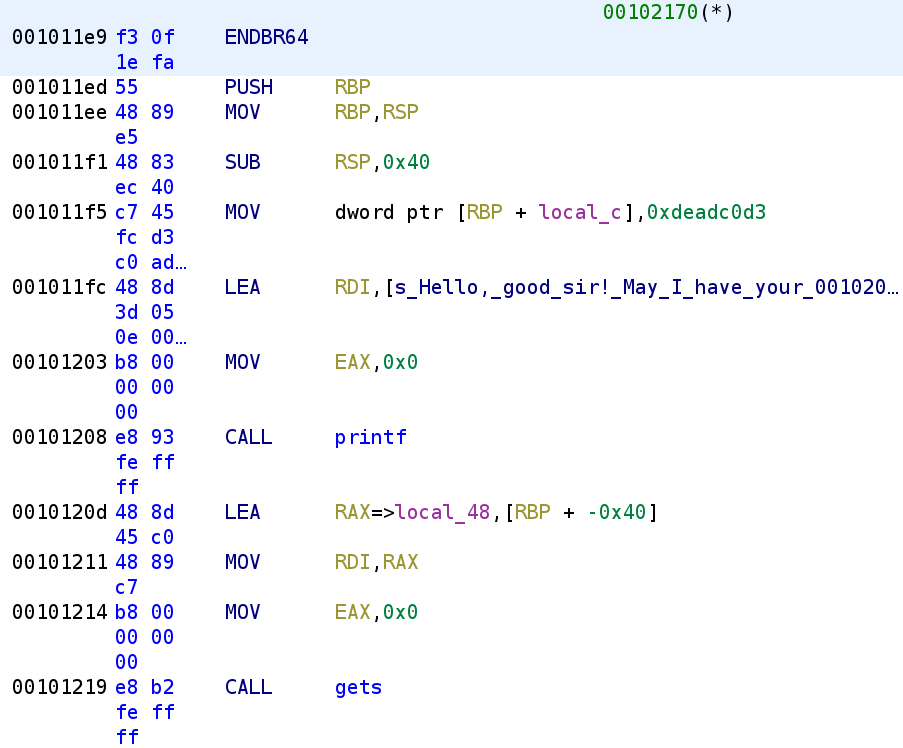 00102170(*)
001011e9 f3 0f ENDBR64
1e fa
001011ed 55 PUSH RBP
001011ee 48 89 MOV RBP,RSP
e5
001011f1 48 83 SUB RSP,0x40
ec 40
001011f5 c7 45 MOV dword ptr [RBP + local_c],0xdeadc0d3
fc d3
c0 ad…
001011fc 48 8d LEA RDI,[s_Hello,_good_sir!_May_I_have_your_001020…
3d 05
0e 00…
00101203 b8 00 MOV EAX,0x0
00 00
00
00101208 e8 93 CALL printf
fe ff
ff
0010120d 48 8d LEA RAX=>local_48,[RBP + -0x40]
45 c0
00101211 48 89 MOV RDI,RAX
c7
00101214 b8 00 MOV EAX,0x0
00 00
00
00101219 e8 b2 CALL gets
fe ff
ff